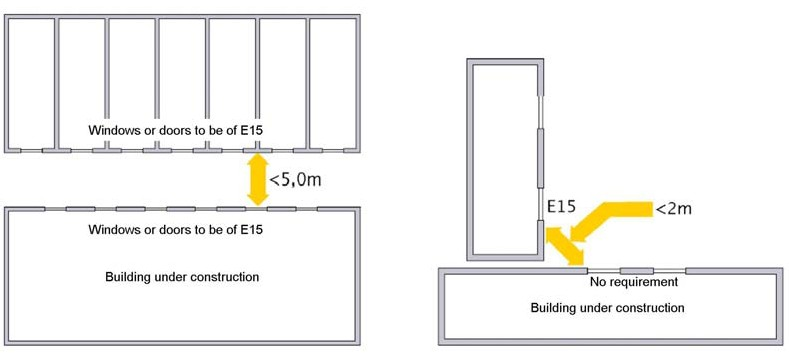 Windows or doors to be of E15
<5,0m
Windows or doors to be of E15
Building under construction
E15
<2m
No requirement
Building under construction